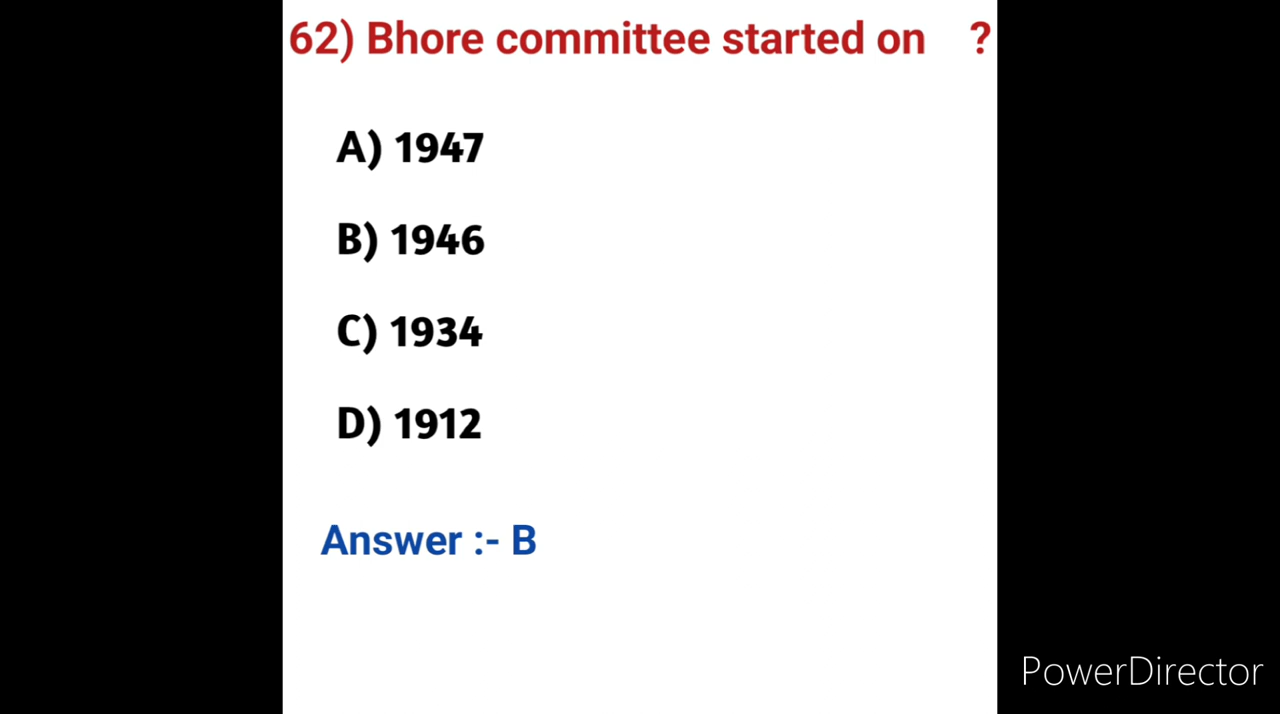 62) Bhore committee started on ?
A) 1947
B) 1946
C) 1934
D) 1912
Answer :- B
PowerDirector